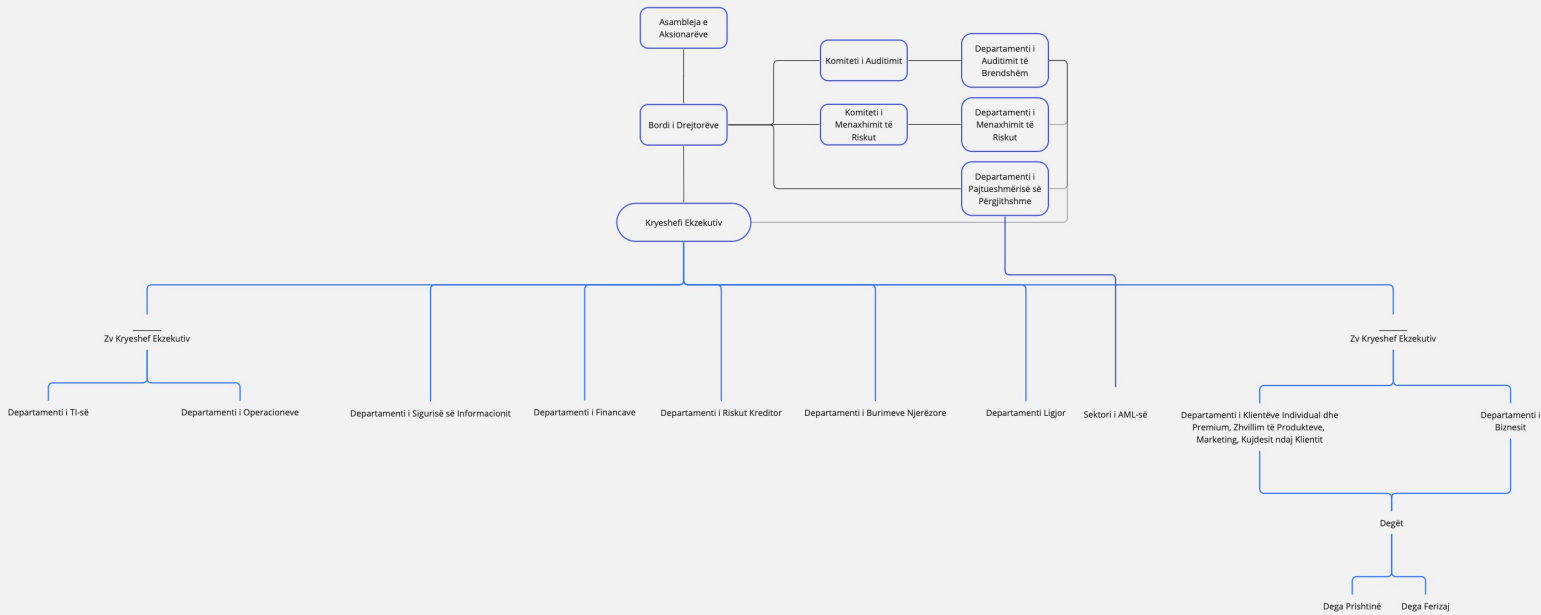 Asambleja e
Aksionarëve
Komiteti i Auditimit
Departamenti i
Auditimit të
Brendshëm
Bordi i Drejtorëve
Komiteti i
Menaxhimit të
Riskut
Departamenti i
Menaxhimit të
Riskut
Departamenti i
Pajtueshmërisë së
Përgjithshme
Kryeshefi Ekzekutiv
Zv Kryeshef Ekzekutiv
Zv Kryeshef Ekzekutiv
Departamenti i TI-së
Departamenti i Operacioneve
Departamenti i Sigurisë së Informacionit
Departamenti i Financave
Departamenti i Riskut Kreditor
Departamenti i Burimeve Njerëzore
Departamenti Ligjor
Sektori i AML-së
Departamenti i Klientëve Individual dhe
Premium, Zhvillim të Produkteve,
Marketing, Kujdesit ndaj Klientit
Departamenti i
Biznesit
Degët
Dega Prishtinë
Dega Ferizaj